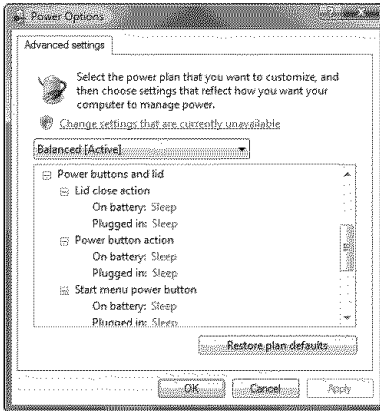 Power Options
Advanced settings
Select the power plan that you want to customize, and
then choose settings that reflect how you want your
computer to manage power.
Change settings that are currently unavailable
Balanced [Active]
Power buttons and lid
Lid close action
On battery: Sleep
Plugged in: Sleep
Power button action
On battery: Sleep
Plugged in: Sleep
Start menu power button
On battery: Sleep
Plugged in: Sleep
Restore plan defaults
OK
Cancel
Apply